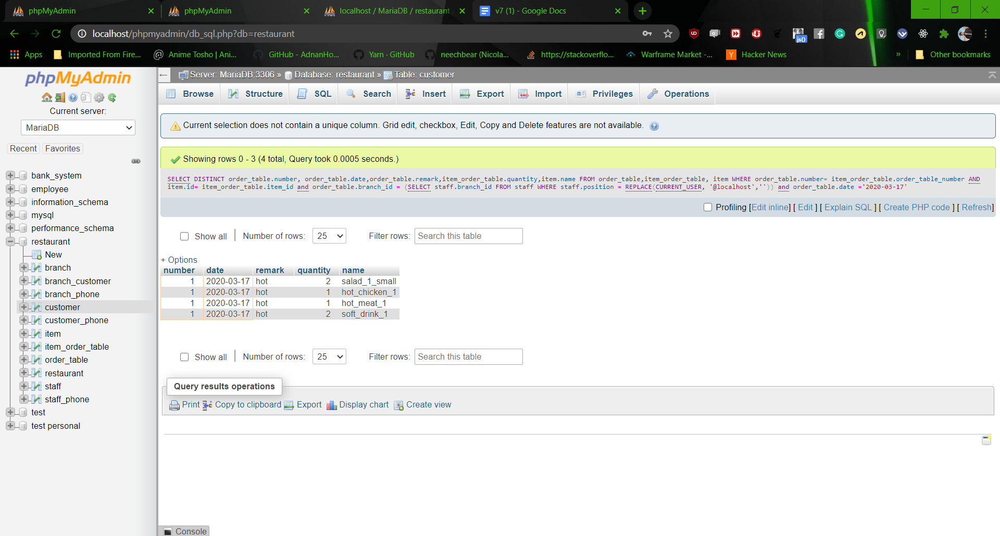 phpMyAdmin
phpMyAdmin
localhost / MariaDB / restaurant
v7 (1) - Google Docs
localhost/phpmyadmin/db_sql.php?db=restaurant
Apps
Imported From Fire...
Anime Tosho | Ani...
GitHub - AdnanHo...
Yarn · GitHub
neechbear (Nicola...
https://stackoverflo...
Warframe Market -...
Hacker News
»
Other bookmarks
phpMyAdmin
Current server:
MariaDB
Recent
Favorites
bank_system
employee
information_schema
mysql
performance_schema
restaurant
New
branch
branch_customer
branch_phone
customer
customer_phone
item
item_order_table
order_table
restaurant
staff
staff_phone
test
test personal
Server: MariaDB:3306 » Database: restaurant » Table: customer
Browse Structure SQL Search Insert Export Import Privileges Operations
Current selection does not contain a unique column. Grid edit, checkbox, Edit, Copy and Delete features are not available.
Showing rows 0 - 3 (4 total, Query took 0.0005 seconds.)
SELECT DISTINCT order_table.number, order_table.date,order_table.remark,item_order_table.quantity,item.name FROM order_table,item_order_table, item WHERE order_table.number= item_order_table.order_table_number AND
item.id= item_order_table.item_id and order_table.branch_id = (SELECT staff.branch_id FROM staff WHERE staff.position = REPLACE(CURRENT_USER, '@localhost','')) and order_table.date ='2020-03-17'
Profiling [Edit inline] [ Edit ] [ Explain SQL ] [ Create PHP code ] [ Refresh]
Show all | Number of rows: 25 Filter rows: Search this table
+ Options
number date remark quantity name
1 2020-03-17 hot 2 salad_1_small
1 2020-03-17 hot 1 hot_chicken_1
1 2020-03-17 hot 1 hot_meat_1
1 2020-03-17 hot 2 soft_drink_1
Show all | Number of rows: 25 Filter rows: Search this table
Query results operations
Print Copy to clipboard Export Display chart Create view
Console